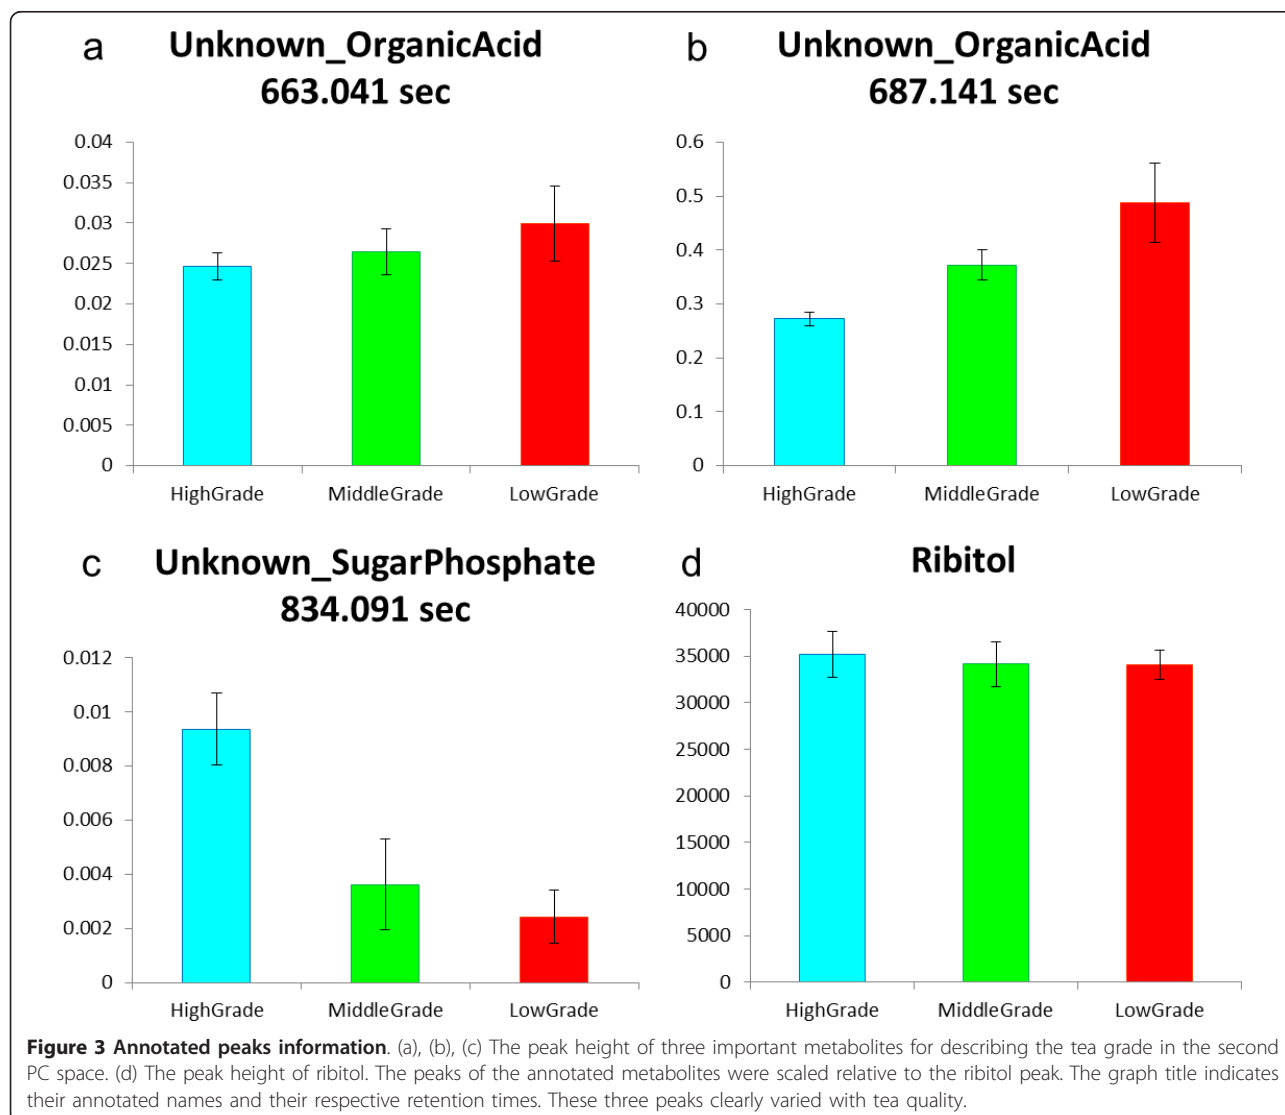 a
Unknown_OrganicAcid
663.041 sec
0.04
0.035
0.03
0.025
0.02
0.015
0.01
0.005
0
HighGrade MiddleGrade LowGrade
b
Unknown_OrganicAcid
687.141 sec
0.6
0.5
0.4
0.3
0.2
0.1
0
HighGrade MiddleGrade LowGrade
c
Unknown_SugarPhosphate
834.091 sec
0.012
0.01
0.008
0.006
0.004
0.002
0
HighGrade MiddleGrade LowGrade
d
Ribitol
40000
35000
30000
25000
20000
15000
10000
5000
0
HighGrade MiddleGrade LowGrade
Figure 3 Annotated peaks information. (a), (b), (c) The peak height of three important metabolites for describing the tea grade in the second
PC space. (d) The peak height of ribitol. The peaks of the annotated metabolites were scaled relative to the ribitol peak. The graph title indicates
their annotated names and their respective retention times. These three peaks clearly varied with tea quality.